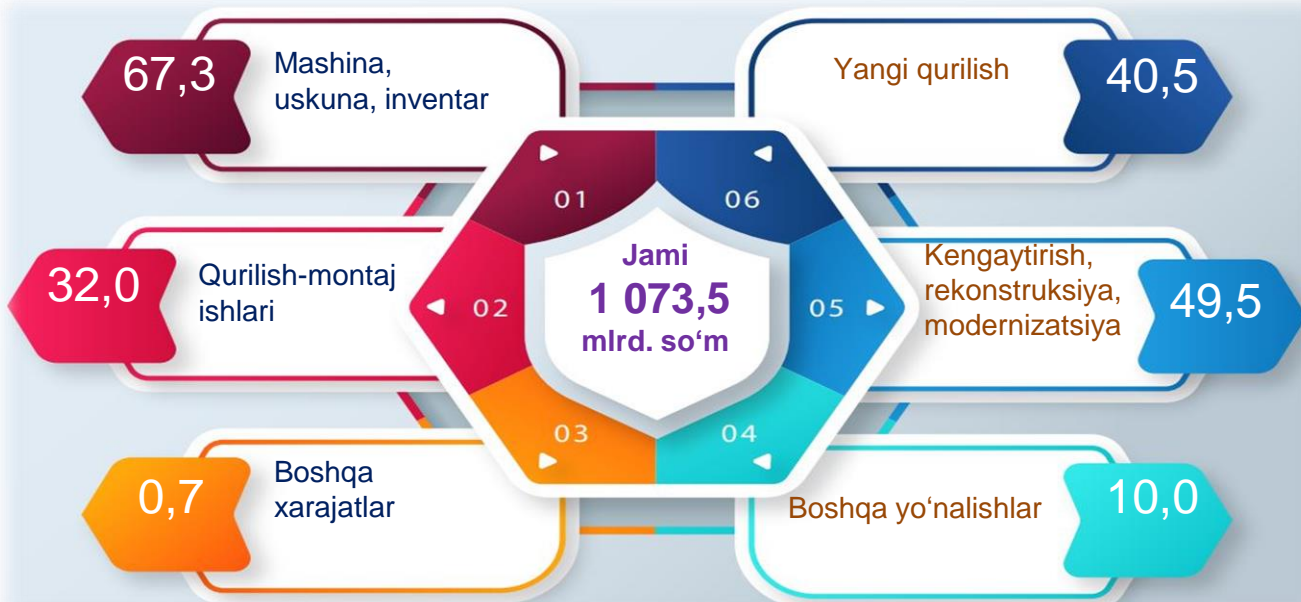 67,3
Mashina,
uskuna, inventar
Yangi qurilish
40,5
01
06
32,0
Qurilish-montaj
ishlari
02
Jami
1 073,5
mlrd. so‘m
05
Kengaytirish,
rekonstruksiya,
modernizatsiya
49,5
03
04
0,7
Boshqa
xarajatlar
Boshqa yo‘nalishlar
10,0